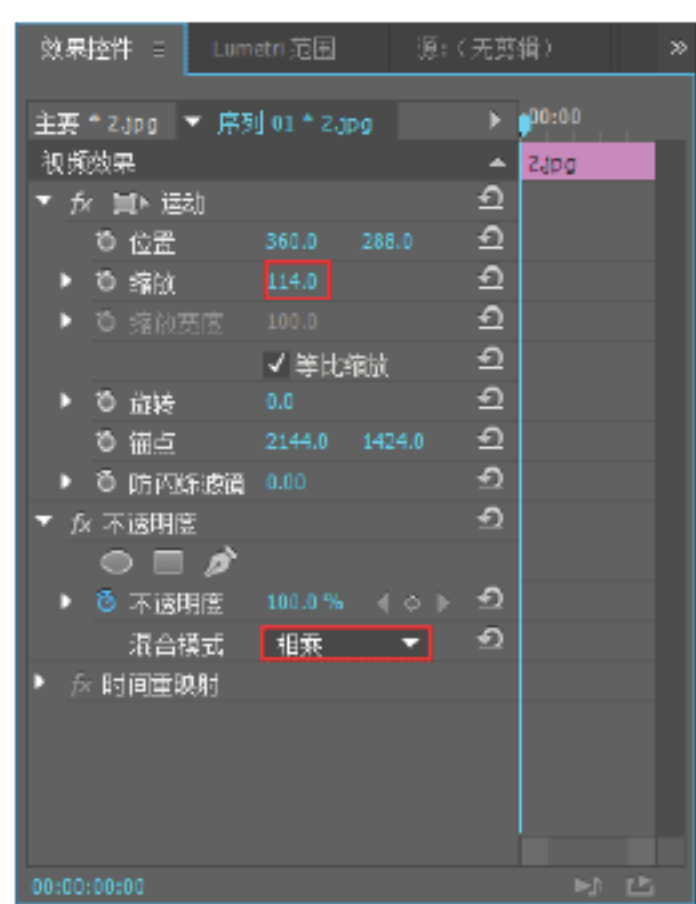 效果控件 Lumetri 范围 源:（无剪辑） »
主要 * 2.jpg 序列 01 * 2.jpg 00:00
视频效果 2.jpg
fx 运动
位置 360.0 288.0
缩放 114.0
缩放宽度 100.0
等比缩放
旋转 0.0
锚点 2144.0 1424.0
防闪烁滤镜 0.00
fx 不透明度
不透明度 100.0 %
混合模式 相乘
fx 时间重映射
00:00:00:00